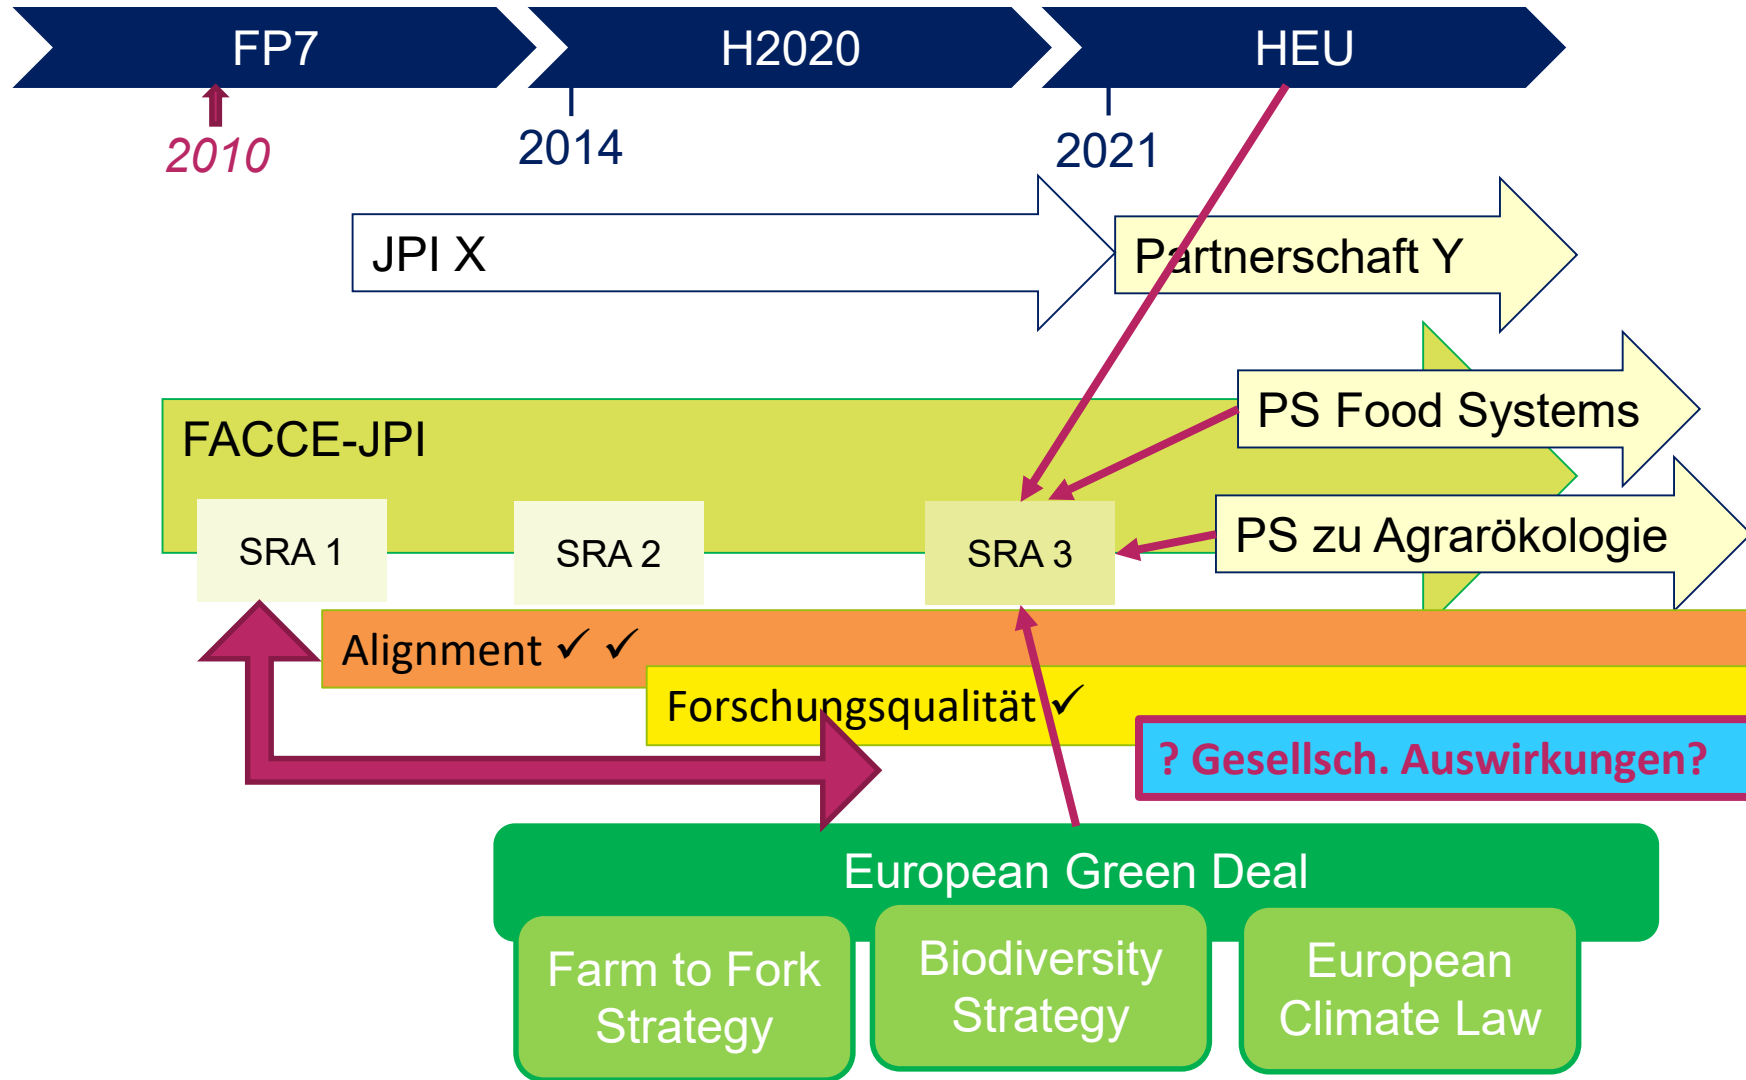 FP7
H2020
HEU
2010
2014
2021
JPI X
Partnerschaft Y
FACCE-JPI
PS Food Systems
SRA 1
SRA 2
SRA 3
PS zu Agrarökologie
Alignment ✓ ✓
Forschungsqualität ✓
? Gesellsch. Auswirkungen?
European Green Deal
Farm to Fork
Strategy
Biodiversity
Strategy
European
Climate Law